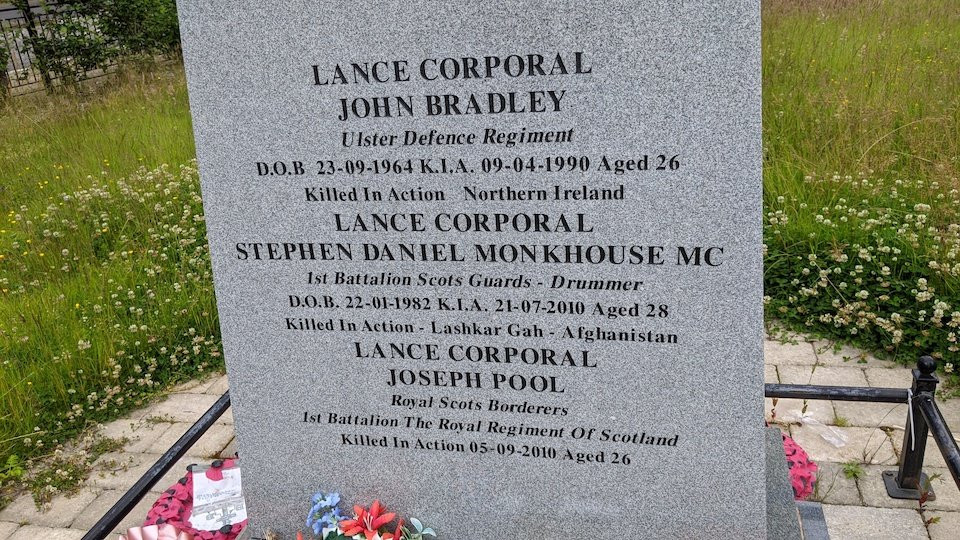 LANCE CORPORAL
JOHN BRADLEY
Ulster Defence Regiment
D.O.B 23-09-1964 K.I.A. 09-04-1990 Aged 26
Killed In Action Northern Ireland
LANCE CORPORAL
STEPHEN DANIEL MONKHOUSE MC
1st Battalion Scots Guards - Drummer
D.O.B. 22-01-1982 K.I.A. 21-07-2010 Aged 28
Killed In Action - Lashkar Gah - Afghanistan
LANCE CORPORAL
JOSEPH POOL
Royal Scots Borderers
1st Battalion The Royal Regiment Of Scotland
Killed In Action 05-09-2010 Aged 26